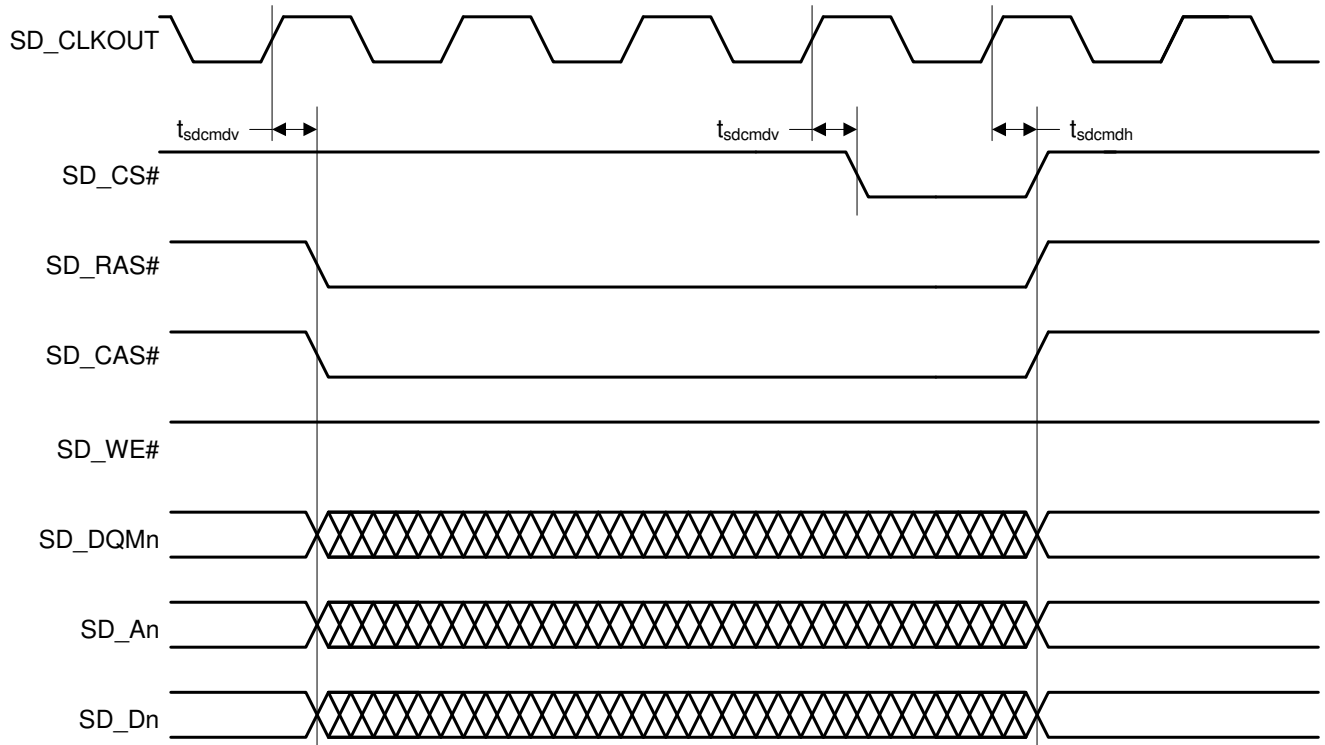 SD_CLKOUT
tsdcmdv tsdcmdv tsdcmdh
SD_CS#
SD_RAS#
SD_CAS#
SD_WE#
SD_DQMn
SD_An
SD_Dn